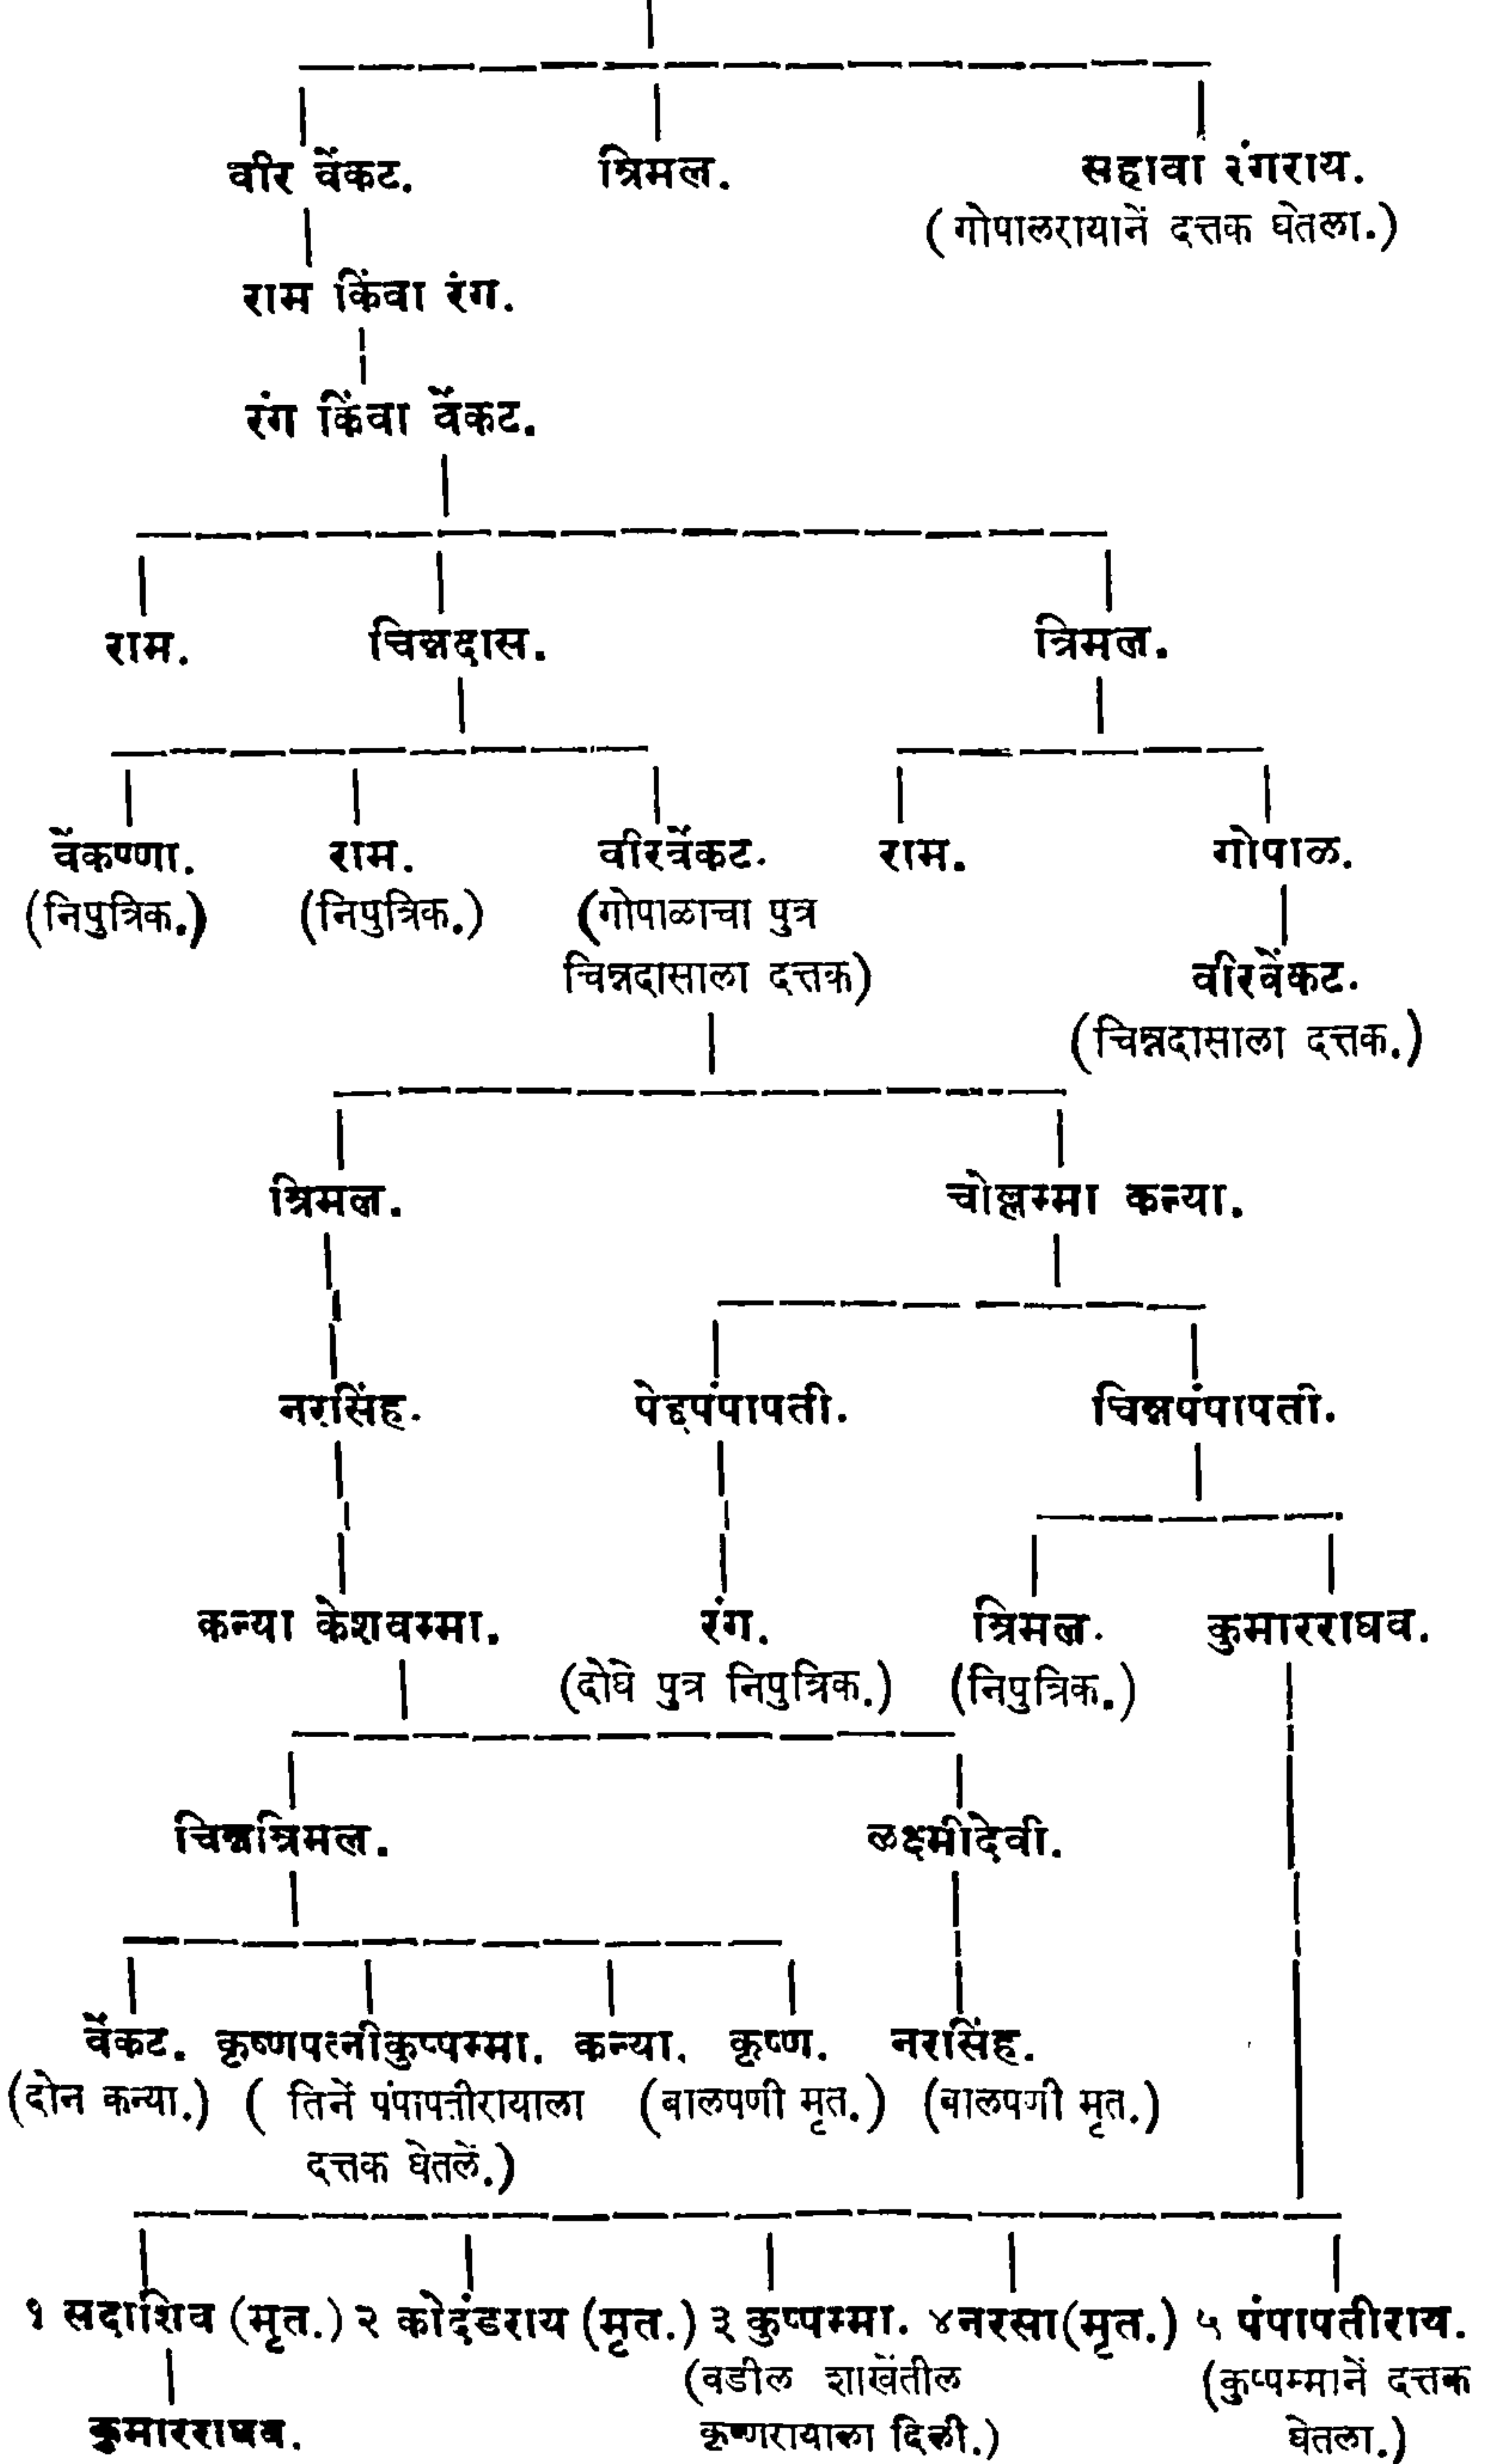 वीर वेंकट. त्रिमल. सहावा रंगराय.
(गोपालरायानें दत्तक घेतला.)
राम किंवा रंग.
रंग किंवा वेंकट.
राम. चिन्नदास. त्रिमल.
वेंकण्णा. राम. वीरवेंकट. राम. गोपाळ.
(निपुत्रिक.) (निपुत्रिक.) (गोपाळाचा पुत्र
चिन्नदासाला दत्तक) वीरवेंकट.
(चिन्नदासाला दत्तक.)
त्रिमल. चोल्लम्मा कन्या.
नरसिंह. पेद्दपंपापती. चिन्नपंपापती.
कन्या केशवम्मा. रंग. त्रिमल. कुमारराघव.
(दोघे पुत्र निपुत्रिक.) (निपुत्रिक.)
चिन्नत्रिमल. लक्ष्मीदेवी.
वेंकट. कृष्णपत्नीकुप्पम्मा. कन्या. कृष्ण. नरसिंह.
(दोन कन्या.) ( तिनें पंपापतीरायाला (बालपणी मृत.) (बालपणी मृत.)
दत्तक घेतलें.)
१ सदाशिव (मृत.) २ कोदंडराय (मृत.) ३ कुप्पम्मा. ४नरसा(मृत.) ५ पंपापतीराय.
(वडील शाखेंतील (कुप्पम्मानें दत्तक
कुमारराघव. कृष्णरायाला दिली.) घेतला.)